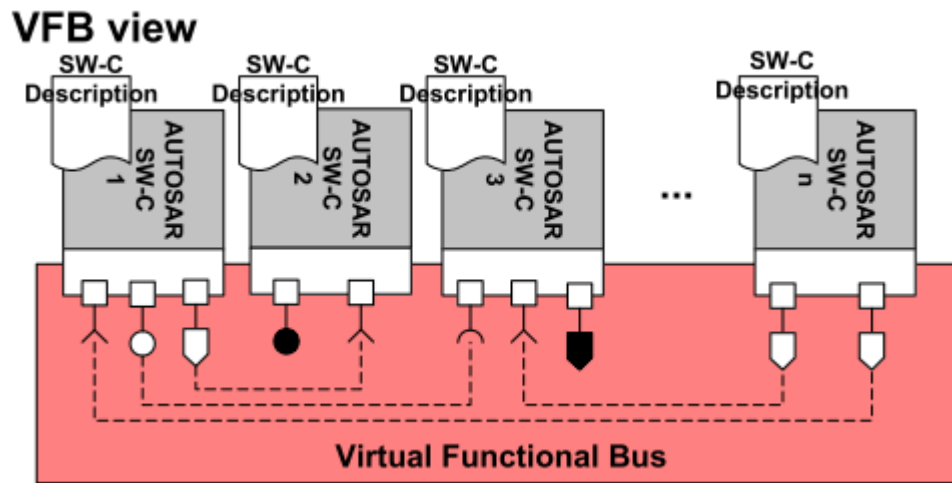 VFB view
SW-C
Description
AUTOSAR
SW-C
1
SW-C
Description
AUTOSAR
SW-C
2
SW-C
Description
AUTOSAR
SW-C
3
...
SW-C
Description
AUTOSAR
SW-C
n
Virtual Functional Bus